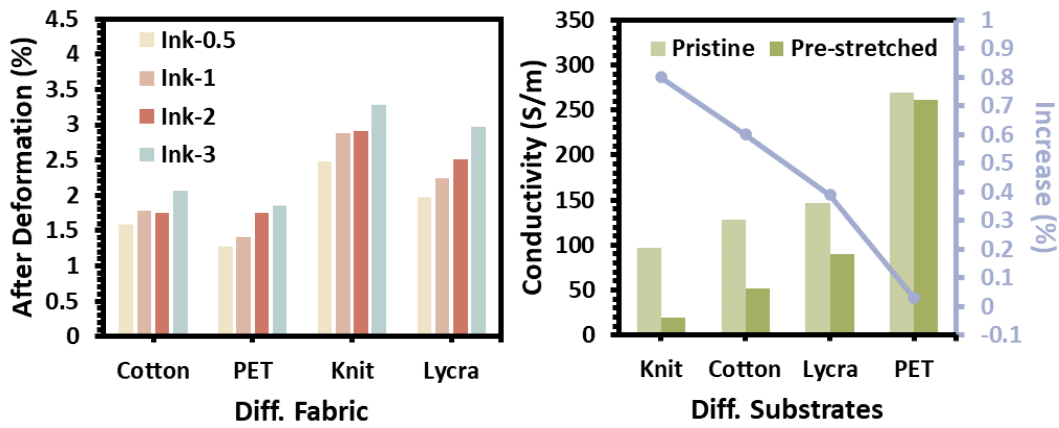 After Deformation (%)
4.5
4
3.5
3
2.5
2
1.5
1
0.5
0
Ink-0.5
Ink-1
Ink-2
Ink-3
Cotton PET Knit Lycra
Diff. Fabric
Conductivity (S/m)
350
300
250
200
150
100
50
0
Pristine Pre-stretched
Knit Cotton Lycra PET
Diff. Substrates
1
0.9
0.8
0.7
0.6
0.5
0.4
0.3
0.2
0.1
0
-0.1
Increase (%)